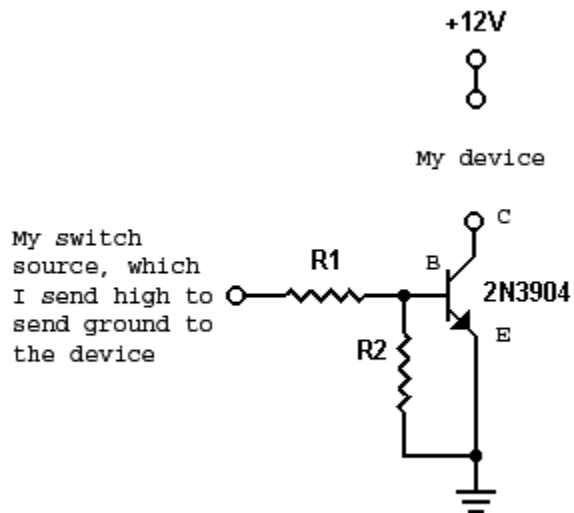 +12V
My device
C
My switch
source, which
I send high to
send ground to
the device
R1
B
2N3904
R2
E